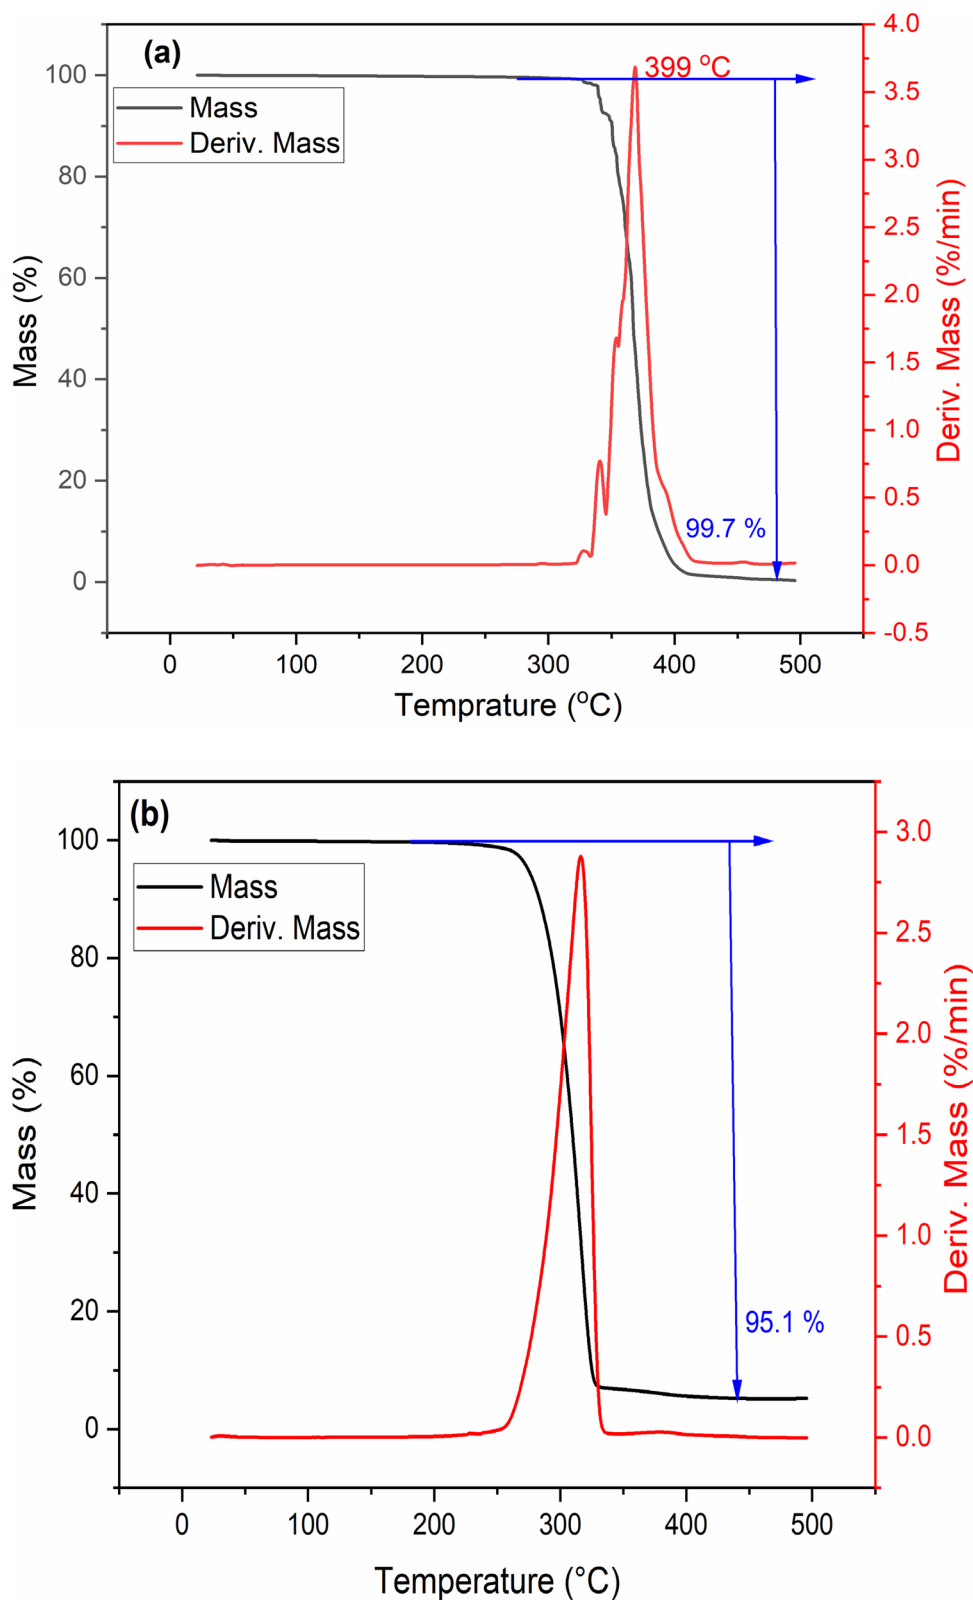 (a)
399 °C
Mass
Deriv. Mass
99.7 %
100
80
60
40
20
0
Mass (%)
4.0
3.5
3.0
2.5
2.0
1.5
1.0
0.5
0.0
-0.5
Deriv. Mass (%/min)
0 100 200 300 400 500
Temprature (°C)
(b)
Mass
Deriv. Mass
95.1 %
100
80
60
40
20
0
Mass (%)
3.0
2.5
2.0
1.5
1.0
0.5
0.0
Deriv. Mass (%/min)
0 100 200 300 400 500
Temperature (°C)